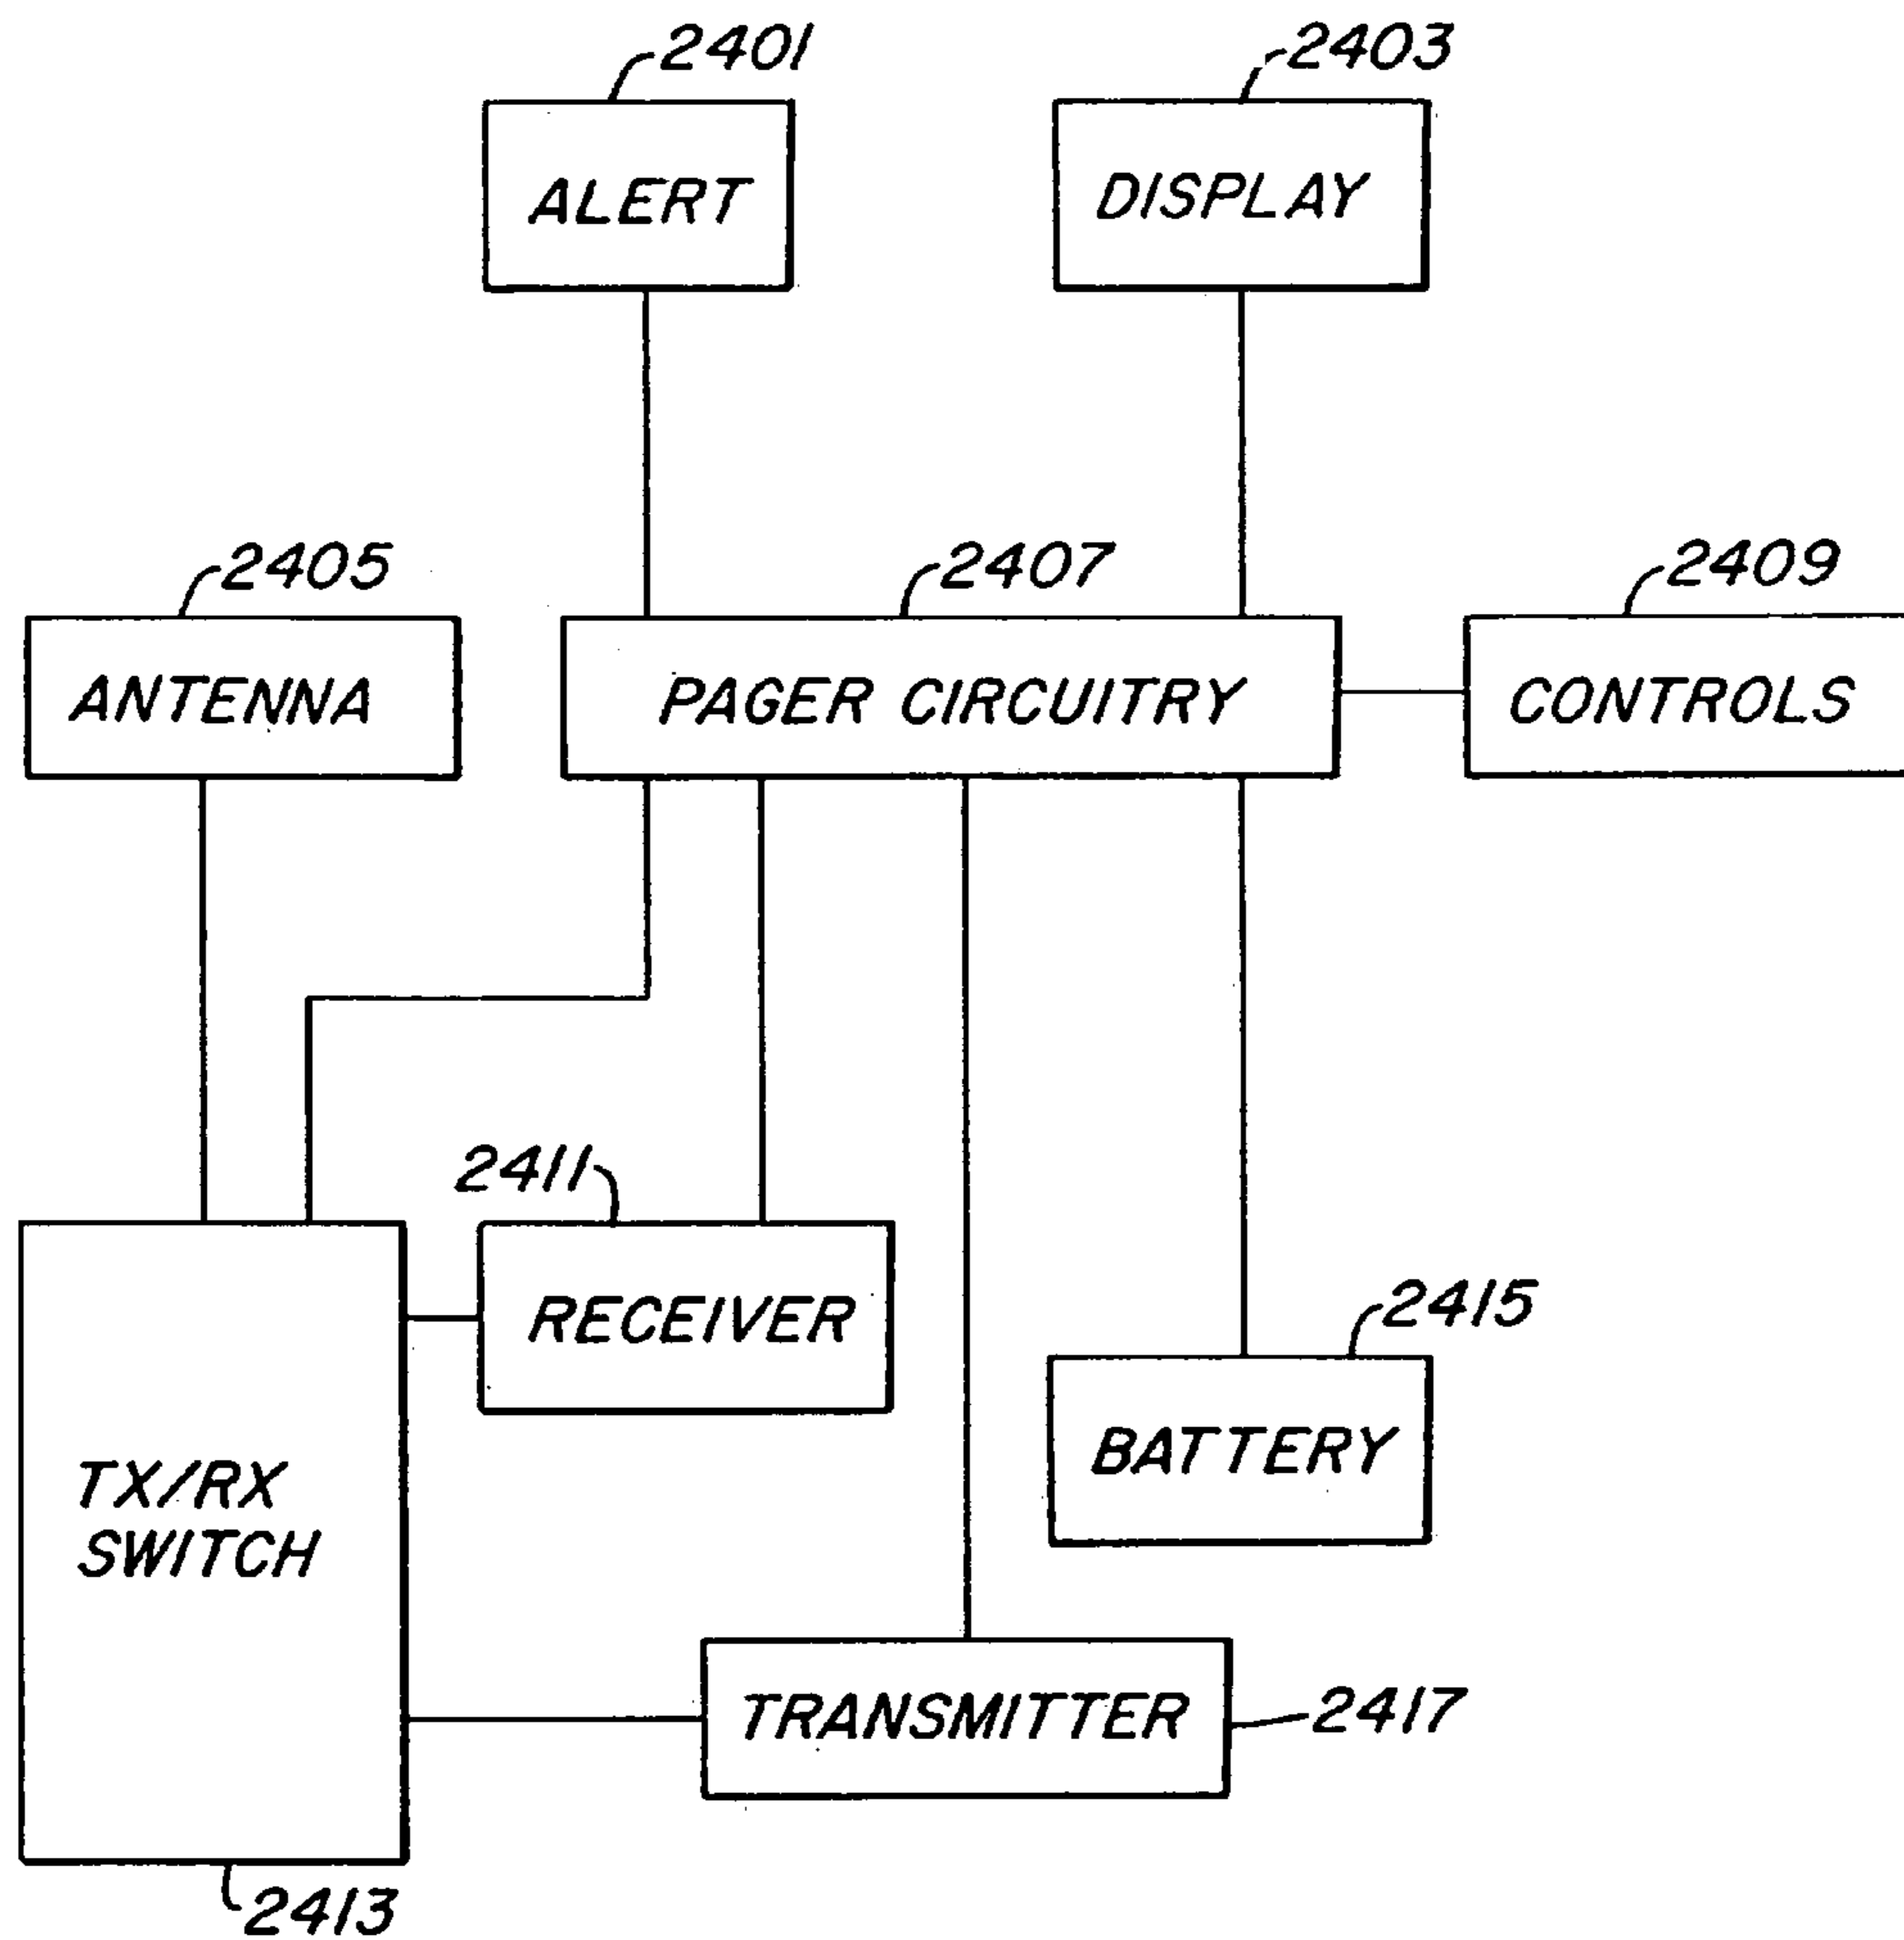 2401
2403
ALERT
DISPLAY
2405
2407
2409
ANTENNA
PAGER CIRCUITRY
CONTROLS
2411
RECEIVER
2415
BATTERY
TX/RX
SWITCH
TRANSMITTER
2417
2413